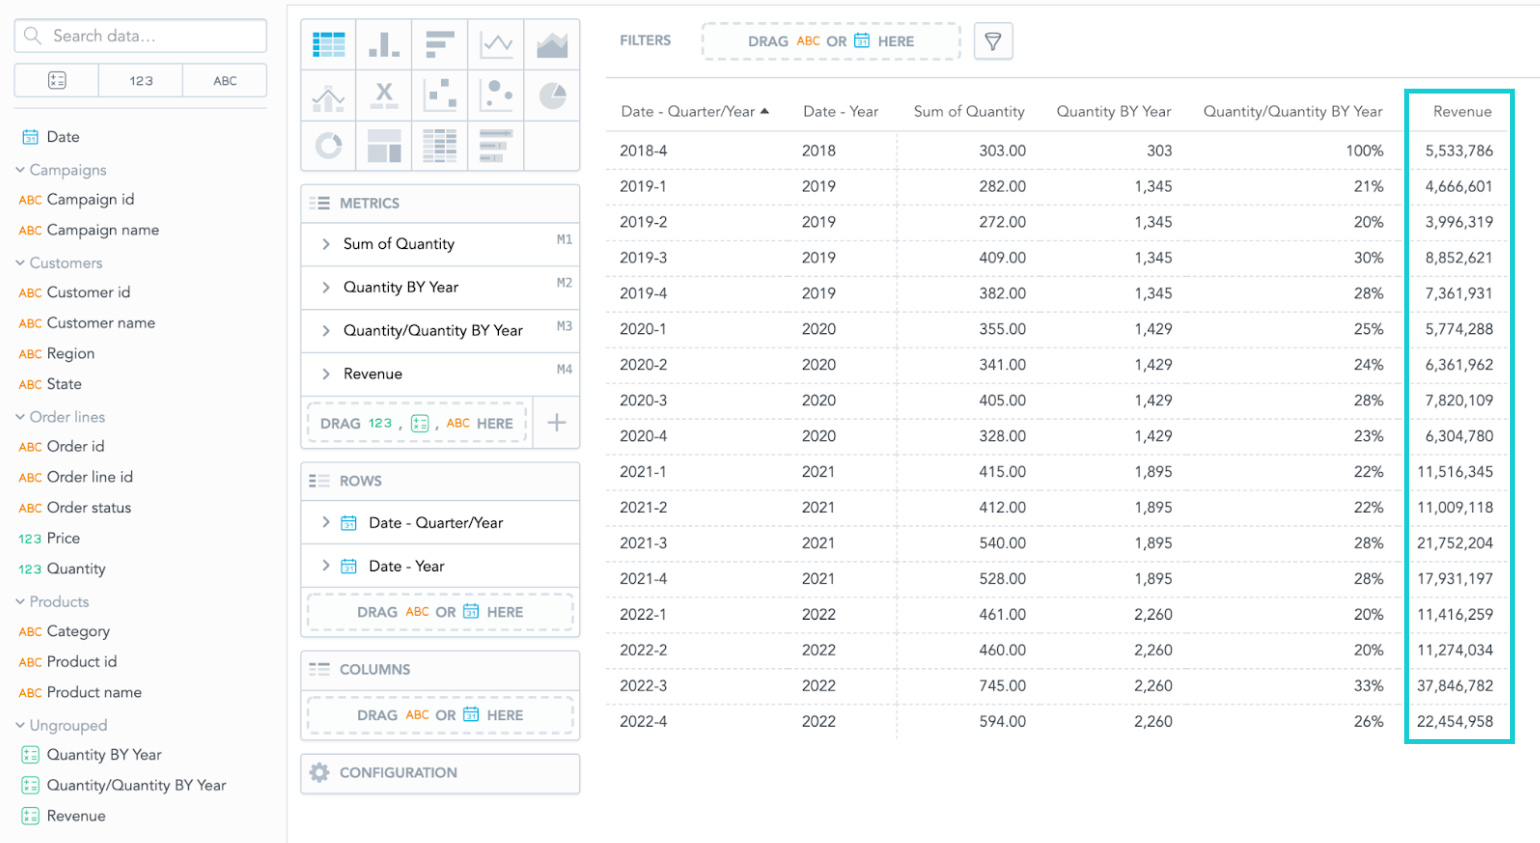 Search data...
123
ABC
Date
Campaigns
ABC Campaign id
ABC Campaign name
Customers
ABC Customer id
ABC Customer name
ABC Region
ABC State
Order lines
ABC Order id
ABC Order line id
ABC Order status
123 Price
123 Quantity
Products
ABC Category
ABC Product id
ABC Product name
Ungrouped
Quantity BY Year
Quantity/Quantity BY Year
Revenue
METRICS
Sum of Quantity M1
Quantity BY Year M2
Quantity/Quantity BY Year M3
Revenue M4
DRAG 123 , , ABC HERE
ROWS
31 Date - Quarter/Year
31 Date - Year
DRAG ABC OR 31 HERE
COLUMNS
DRAG ABC OR 31 HERE
CONFIGURATION
FILTERS DRAG ABC OR 31 HERE
Date - Quarter/Year Date - Year Sum of Quantity Quantity BY Year Quantity/Quantity BY Year Revenue
2018-4 2018 303.00 303 100% 5,533,786
2019-1 2019 282.00 1,345 21% 4,666,601
2019-2 2019 272.00 1,345 20% 3,996,319
2019-3 2019 409.00 1,345 30% 8,852,621
2019-4 2019 382.00 1,345 28% 7,361,931
2020-1 2020 355.00 1,429 25% 5,774,288
2020-2 2020 341.00 1,429 24% 6,361,962
2020-3 2020 405.00 1,429 28% 7,820,109
2020-4 2020 328.00 1,429 23% 6,304,780
2021-1 2021 415.00 1,895 22% 11,516,345
2021-2 2021 412.00 1,895 22% 11,009,118
2021-3 2021 540.00 1,895 28% 21,752,204
2021-4 2021 528.00 1,895 28% 17,931,197
2022-1 2022 461.00 2,260 20% 11,416,259
2022-2 2022 460.00 2,260 20% 11,274,034
2022-3 2022 745.00 2,260 33% 37,846,782
2022-4 2022 594.00 2,260 26% 22,454,958